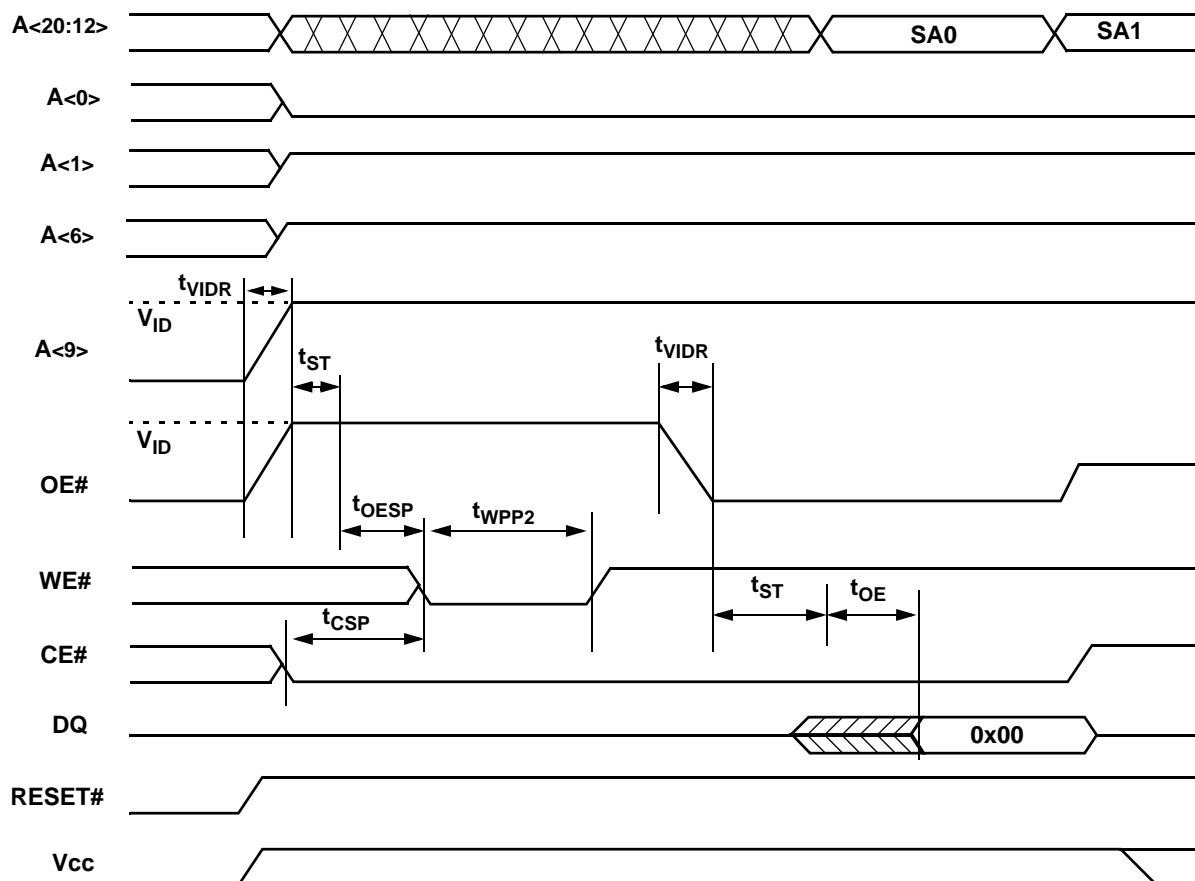 A<20:12>
SA0
SA1
A<0>
A<1>
A<6>
tVIDR
VID
A<9>
tST
tVIDR
VID
OE#
tOESP
tWPP2
WE#
tST
tOE
tCSP
CE#
DQ
0x00
RESET#
Vcc